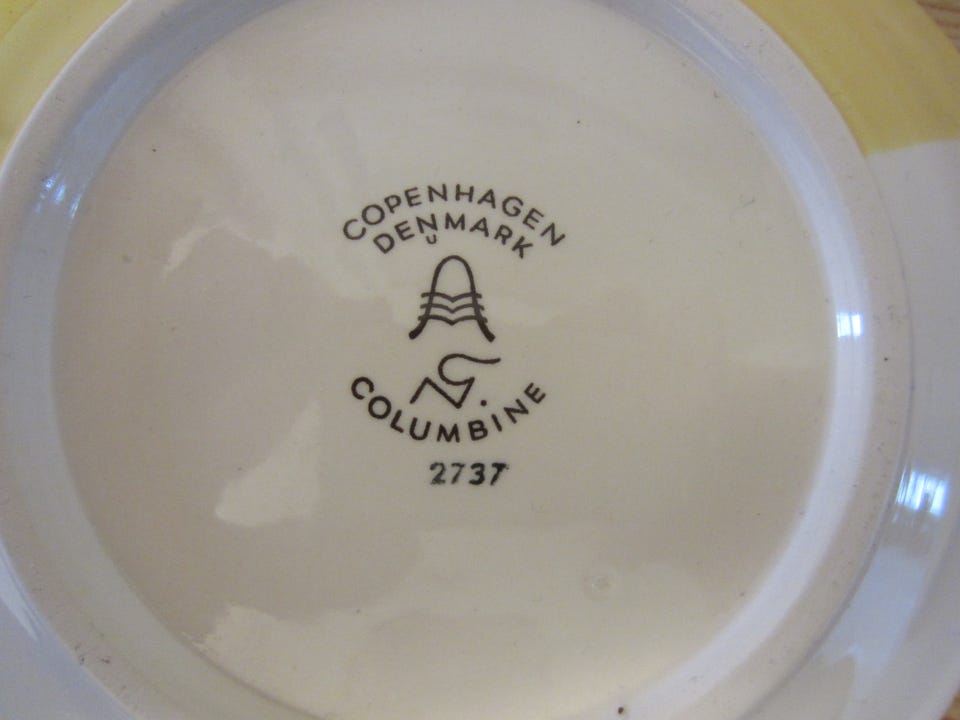 COPENHAGEN
DENMARK
COLUMBINE
2737